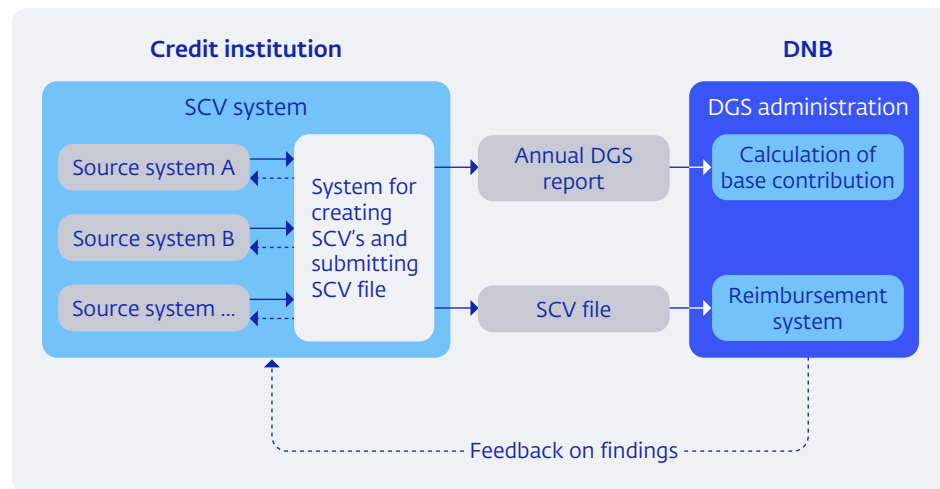 Credit institution
DNB
SCV system
DGS administration
Source system A
Source system B
Source system ...
System for
creating
SCV's and
submitting
SCV file
Annual DGS
report
SCV file
Calculation of
base contribution
Reimbursement
system
Feedback on findings